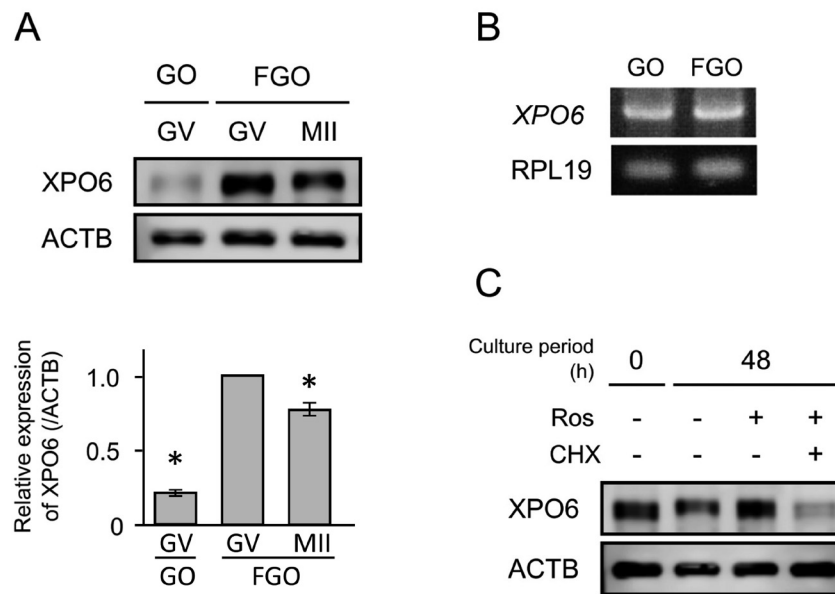 A
GO FGO
GV GV MII
XPO6
ACTB
Relative expression
of XPO6 (/ACTB)
1.0
0.5
0
* *
GV GV MII
GO FGO
B
GO FGO
XPO6
RPL19
C
Culture period
(h)
0 48
Ros - - + +
CHX - - - +
XPO6
ACTB